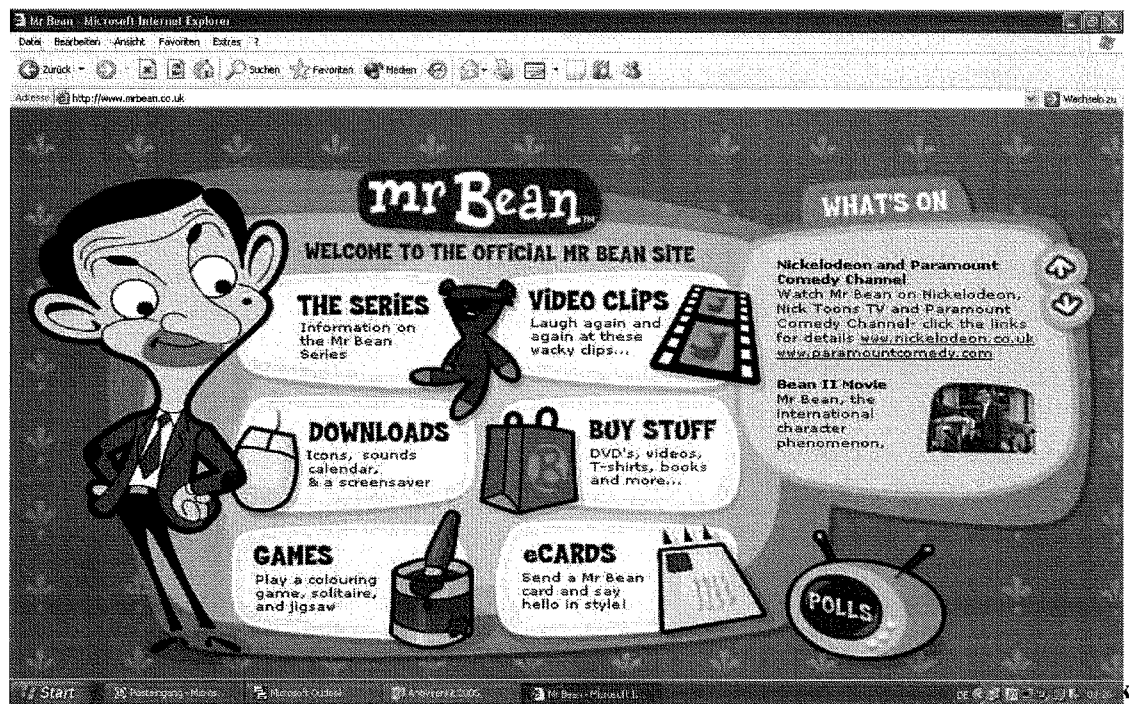 Mr Bean - Microsoft Internet Explorer
Datei Bearbeiten Ansicht Favoriten Extras ?
Zurück Suchen Favoriten Medien
Adresse http://www.mrbean.co.uk Wechseln zu
mr Bean
WELCOME TO THE OFFICIAL MR BEAN SITE
THE SERIES
Information on
the Mr Bean
Series
VIDEO CLIPS
Laugh again and
again at these
wacky clips...
DOWNLOADS
Icons, sounds
calendar,
& a screensaver
BUY STUFF
DVD's, videos,
T-shirts, books
and more...
GAMES
Play a colouring
game, solitaire,
and jigsaw
eCARDS
Send a Mr Bean
card and say
hello in style!
WHAT'S ON
Nickelodeon and Paramount
Comedy Channel
Watch Mr Bean on Nickelodeon,
Nick Toons TV and Paramount
Comedy Channel- click the links
for details www.nickelodeon.co.uk
www.paramountcomedy.com
Bean II Movie
Mr Bean, the
international
character
phenomenon,
POLLS
Start Posteingang - Micros... Microsoft Outlook Mr Bean - Microsoft I... DE